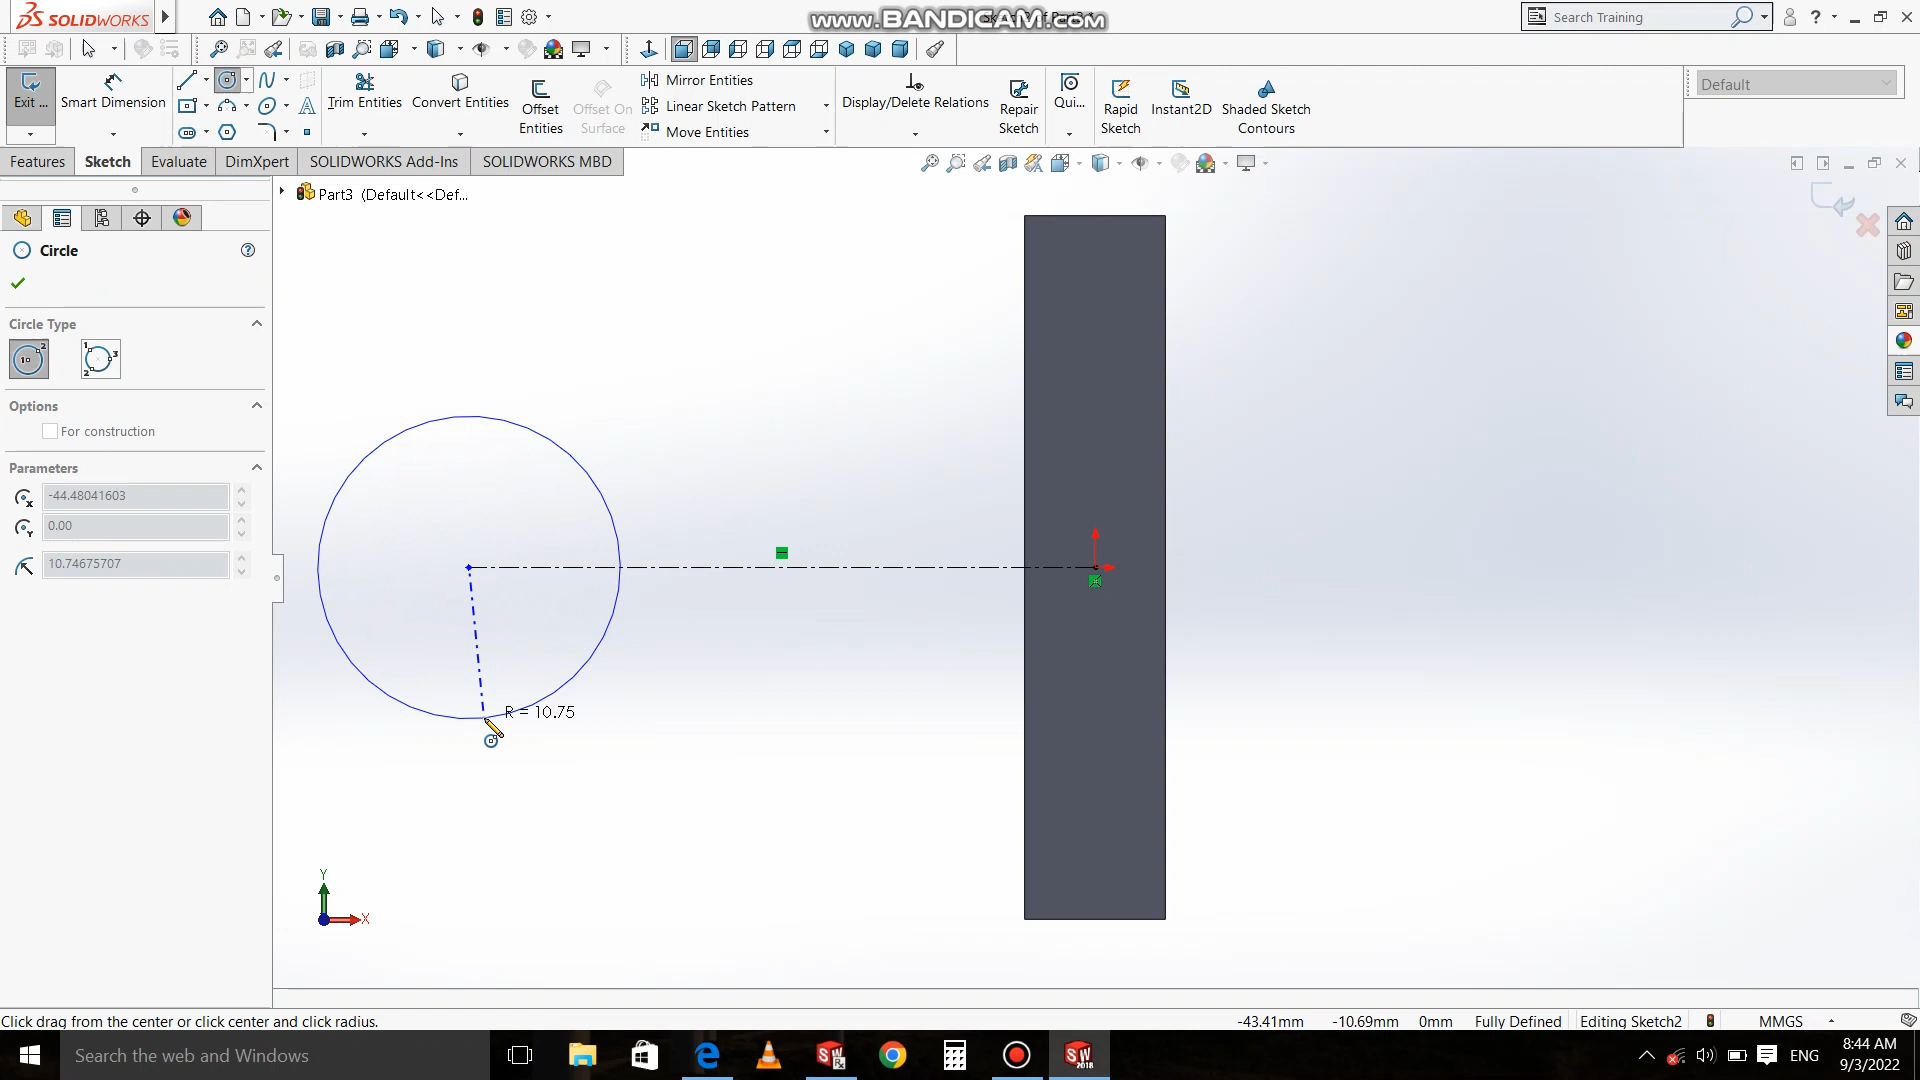 SOLIDWORKS
www.BANDICAM.com
Search Training
Exit ...
Smart Dimension
Trim Entities
Convert Entities
Offset Entities
Offset On Surface
Mirror Entities
Linear Sketch Pattern
Move Entities
Display/Delete Relations
Repair Sketch
Qui...
Rapid Sketch
Instant2D
Shaded Sketch Contours
Default
Features
Sketch
Evaluate
DimXpert
SOLIDWORKS Add-Ins
SOLIDWORKS MBD
Part3 (Default<<Def...
Circle
Circle Type
Options
For construction
Parameters
-44.48041603
0.00
10.74675707
R = 10.75
Y
X
Click drag from the center or click center and click radius.
-43.41mm
-10.69mm
0mm
Fully Defined
Editing Sketch2
MMGS
Search the web and Windows
ENG
8:44 AM
9/3/2022